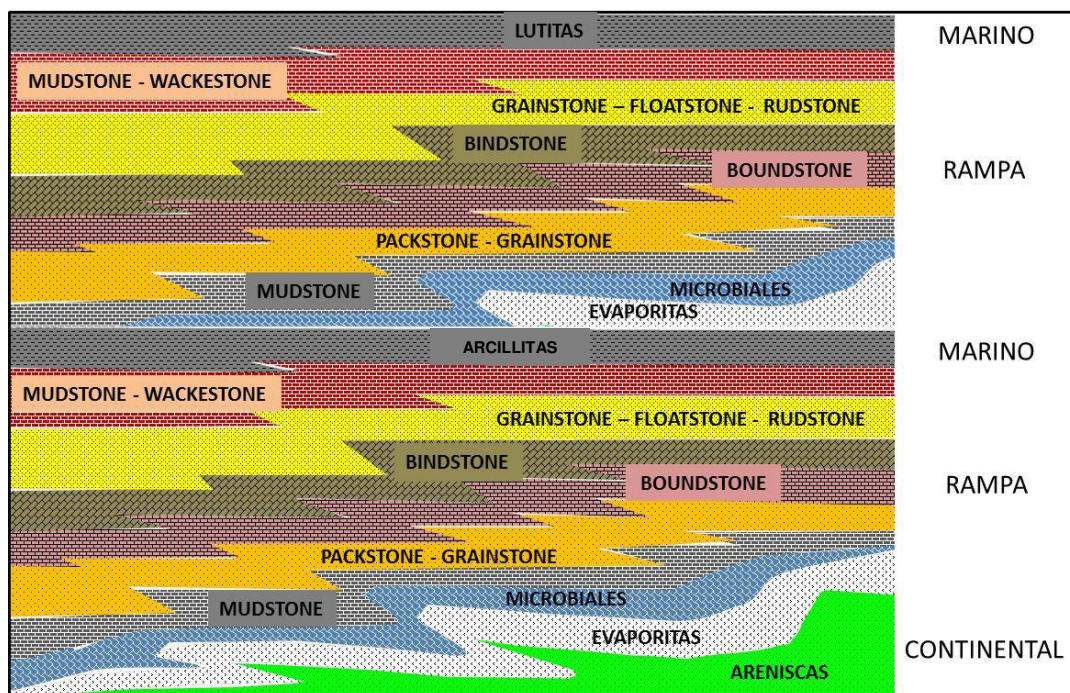 LUTITAS
MARINO
MUDSTONE - WACKESTONE
GRAINSTONE – FLOATSTONE - RUDSTONE
BINDSTONE
BOUNDSTONE
RAMPA
PACKSTONE - GRAINSTONE
MUDSTONE
MICROBIALES
EVAPORITAS
ARCILLITAS
MARINO
MUDSTONE - WACKESTONE
GRAINSTONE – FLOATSTONE - RUDSTONE
BINDSTONE
BOUNDSTONE
RAMPA
PACKSTONE - GRAINSTONE
MUDSTONE
MICROBIALES
EVAPORITAS
CONTINENTAL
ARENISCAS